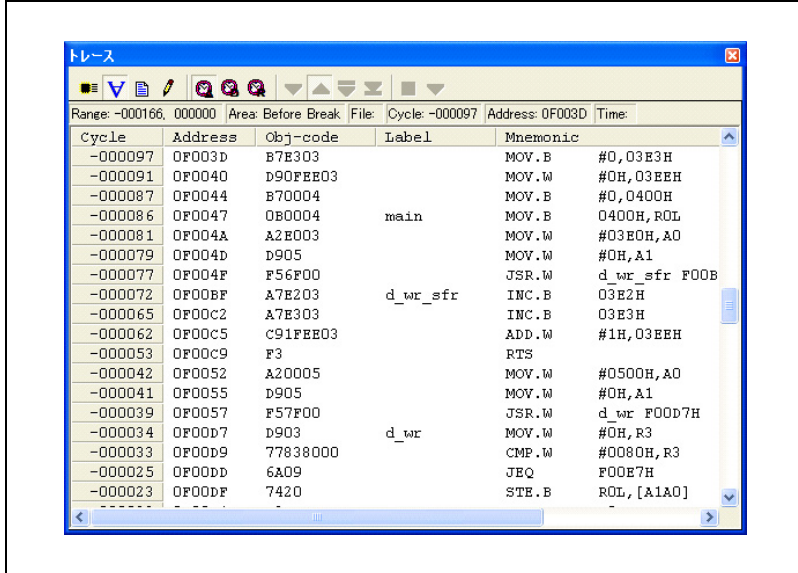 トレース
Range: -000166, 000000 Area: Before Break File: Cycle: -000097 Address: 0F003D Time:
Cycle Address Obj-code Label Mnemonic
-000097 0F003D B7E303 MOV.B #0,03E3H
-000091 0F0040 D90FEE03 MOV.W #0H,03EEH
-000087 0F0044 B70004 MOV.B #0,0400H
-000086 0F0047 0B0004 main MOV.B 0400H,R0L
-000081 0F004A A2E003 MOV.W #03E0H,A0
-000079 0F004D D905 MOV.W #0H,A1
-000077 0F004F F56F00 JSR.W d_wr_sfr F00B
-000072 0F00BF A7E203 d_wr_sfr INC.B 03E2H
-000065 0F00C2 A7E303 INC.B 03E3H
-000062 0F00C5 C91FEE03 ADD.W #1H,03EEH
-000053 0F00C9 F3 RTS
-000042 0F0052 A20005 MOV.W #0500H,A0
-000041 0F0055 D905 MOV.W #0H,A1
-000039 0F0057 F57F00 JSR.W d_wr F00D7H
-000034 0F00D7 D903 d_wr MOV.W #0H,R3
-000033 0F00D9 77838000 CMP.W #0080H,R3
-000025 0F00DD 6A09 JEQ F00E7H
-000023 0F00DF 7420 STE.B R0L,[A1A0]